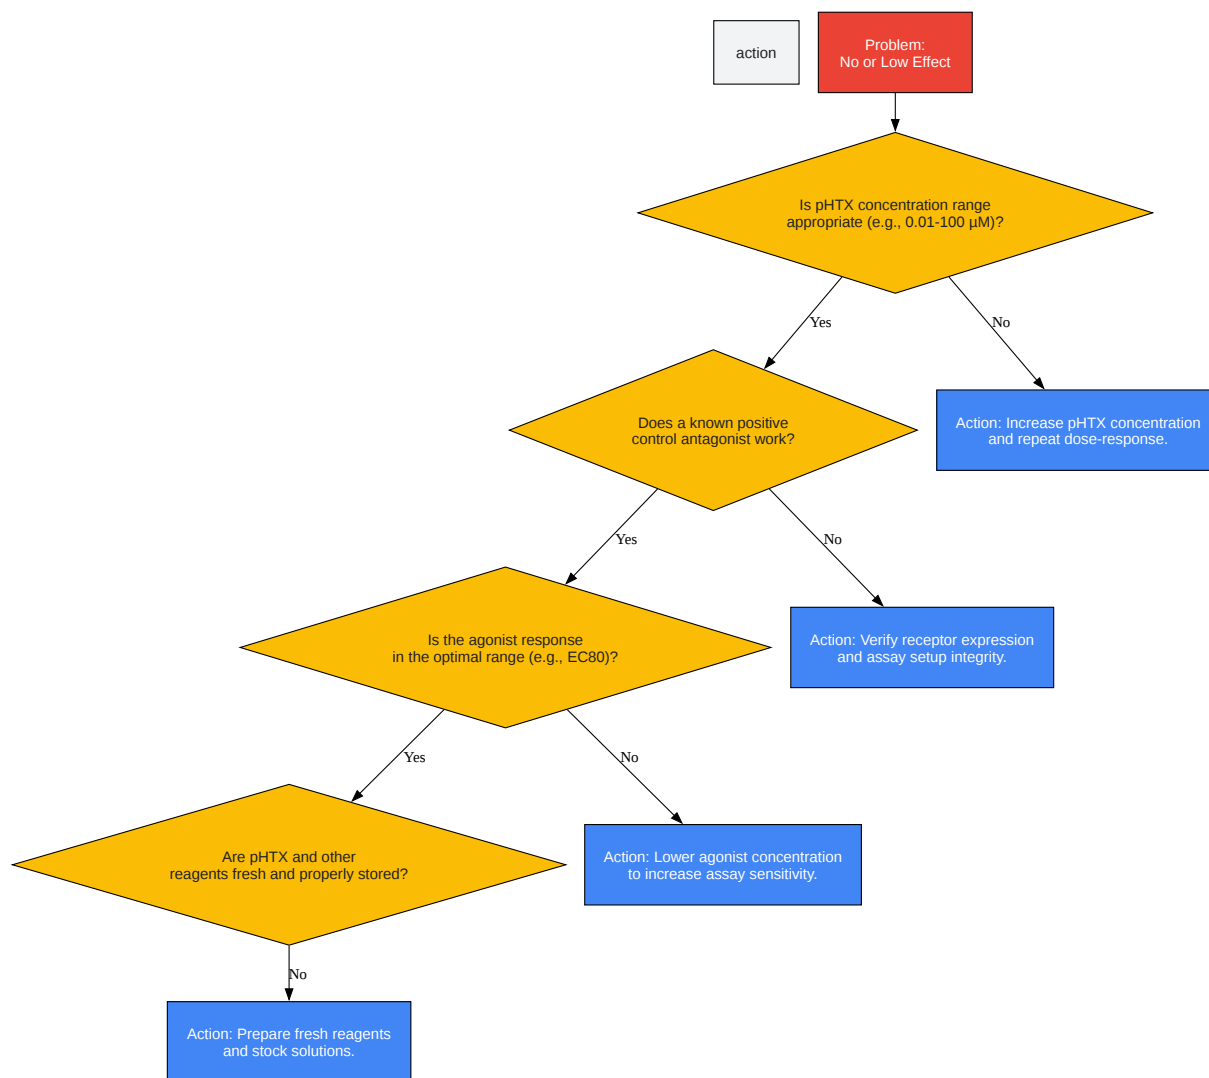 action
Problem:
No or Low Effect
Is pHTX concentration range
appropriate (e.g., 0.01-100 µM)?
Yes
No
Does a known positive
control antagonist work?
Action: Increase pHTX concentration
and repeat dose-response.
Yes
No
Is the agonist response
in the optimal range (e.g., EC80)?
Action: Verify receptor expression
and assay setup integrity.
Yes
No
Are pHTX and other
reagents fresh and properly stored?
Action: Lower agonist concentration
to increase assay sensitivity.
No
Action: Prepare fresh reagents
and stock solutions.